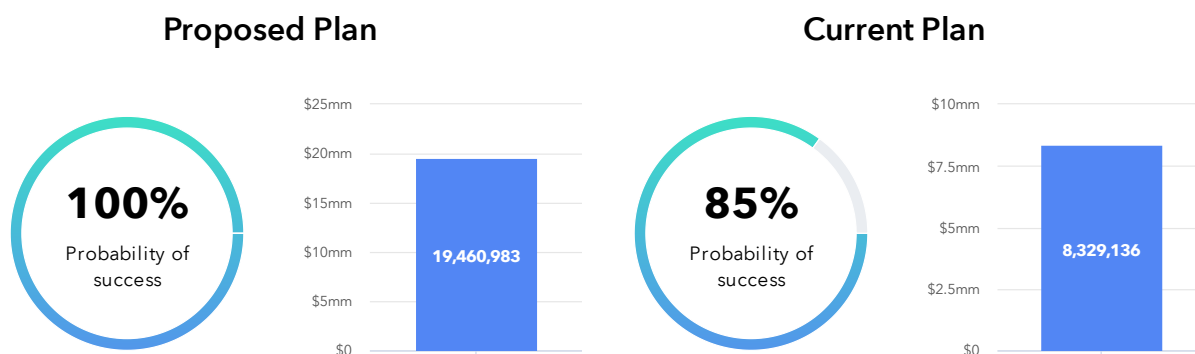 Proposed Plan
100%
Probability of
success
$25mm
$20mm
$15mm
$10mm
$5mm
$0
19,460,983
Current Plan
85%
Probability of
success
$10mm
$7.5mm
$5mm
$2.5mm
$0
8,329,136